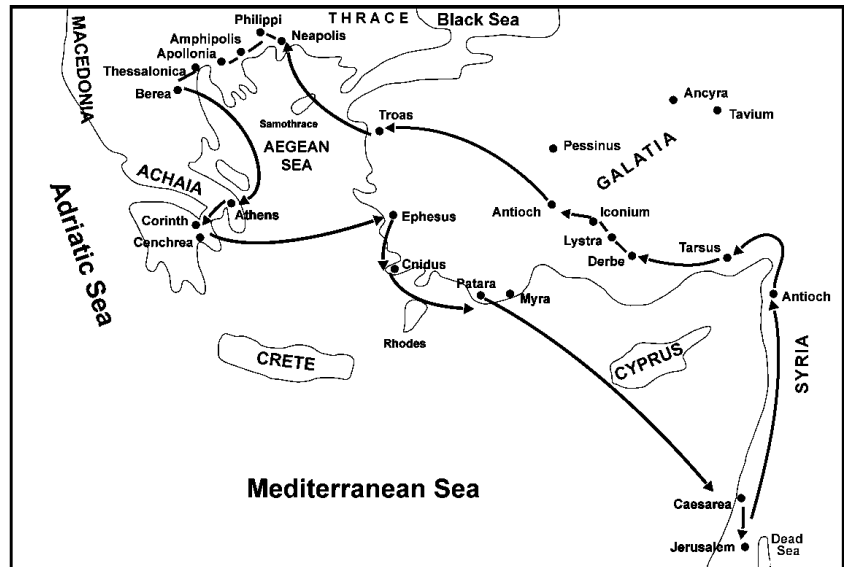 THRACE
Black Sea
Philippi
Neapolis
Amphipolis
Apollonia
Thessalonica
Berea
MACEDONIA
Samothrace
AEGEAN
SEA
Troas
Ancyra
Tavium
Pessinus
GALATIA
ACHAIA
Adriatic Sea
Corinth
Cenchrea
Athens
Ephesus
Antioch
Iconium
Lystra
Derbe
Tarsus
Cnidus
Patara
Myra
Antioch
Rhodes
CRETE
CYPRUS
SYRIA
Mediterranean Sea
Caesarea
Jerusalem
Dead
Sea